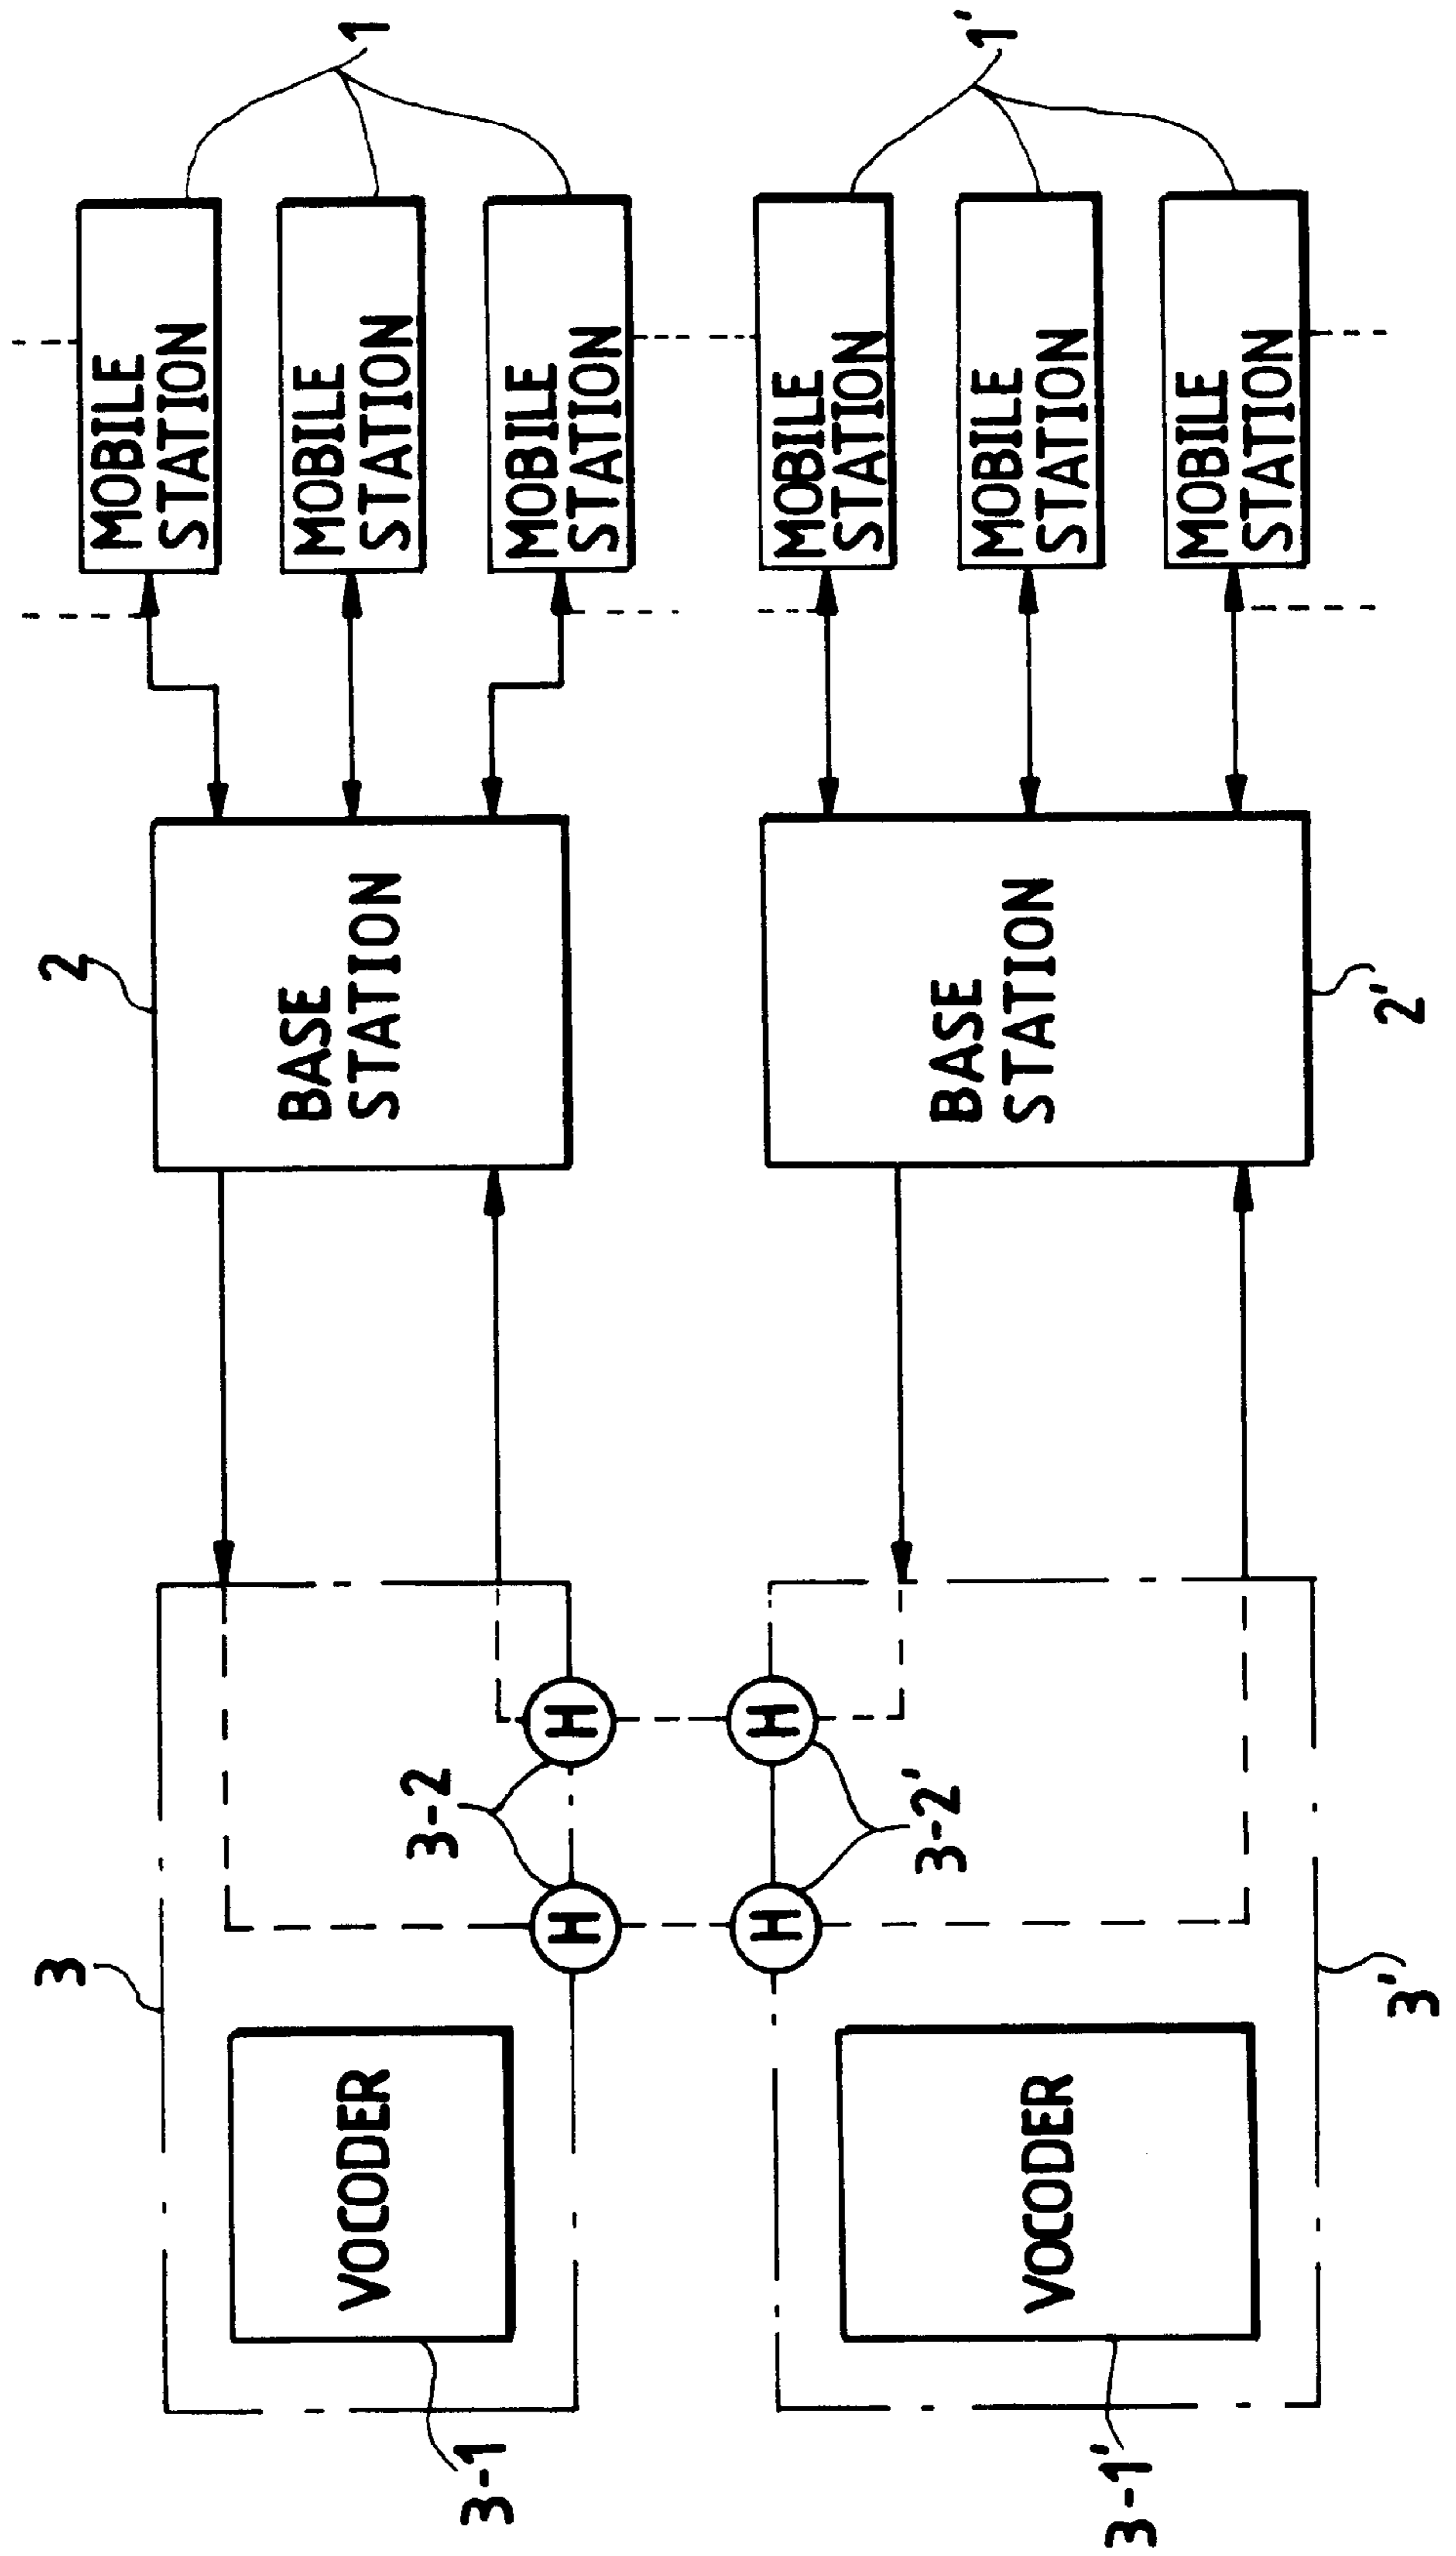 1
1'
MOBILE
STATION
MOBILE
STATION
MOBILE
STATION
MOBILE
STATION
MOBILE
STATION
MOBILE
STATION
2
BASE
STATION
BASE
STATION
2'
H
H
3-2
3-2'
H
H
3
3'
VOCODER
VOCODER
3-1
3-1'